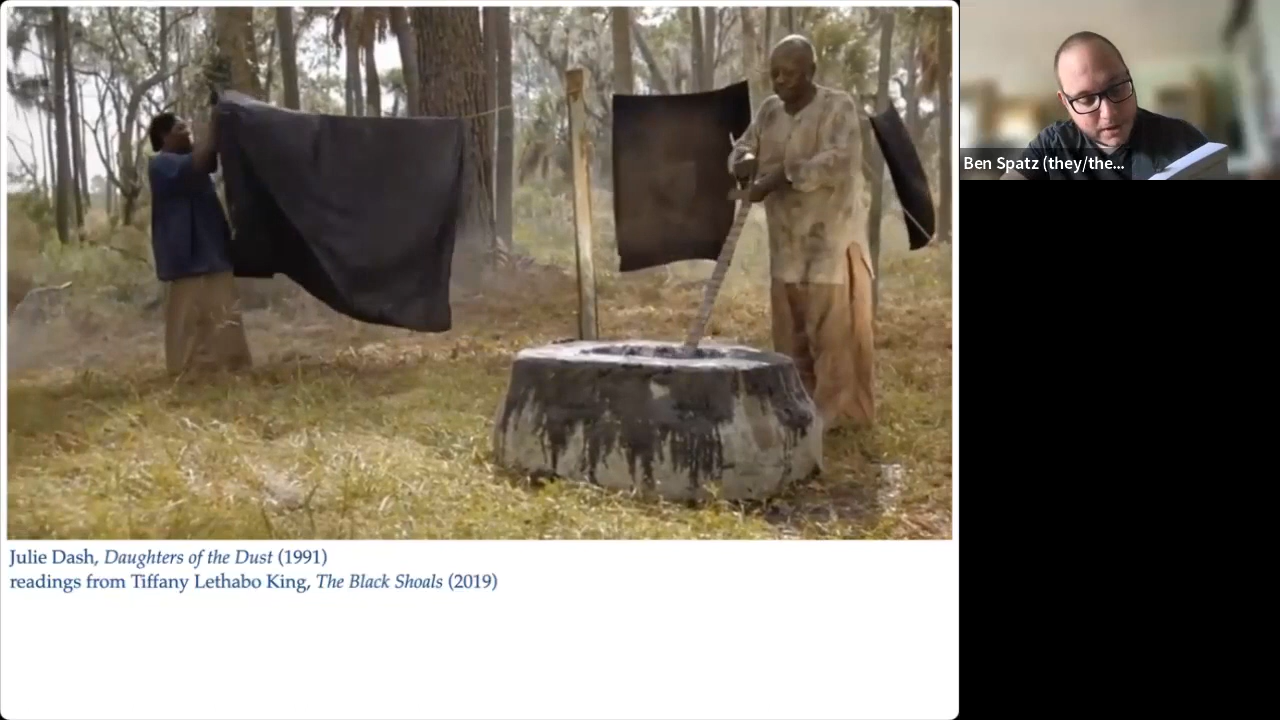 Ben Spatz (they/the...
Julie Dash, Daughters of the Dust (1991)
readings from Tiffany Lethabo King, The Black Shoals (2019)